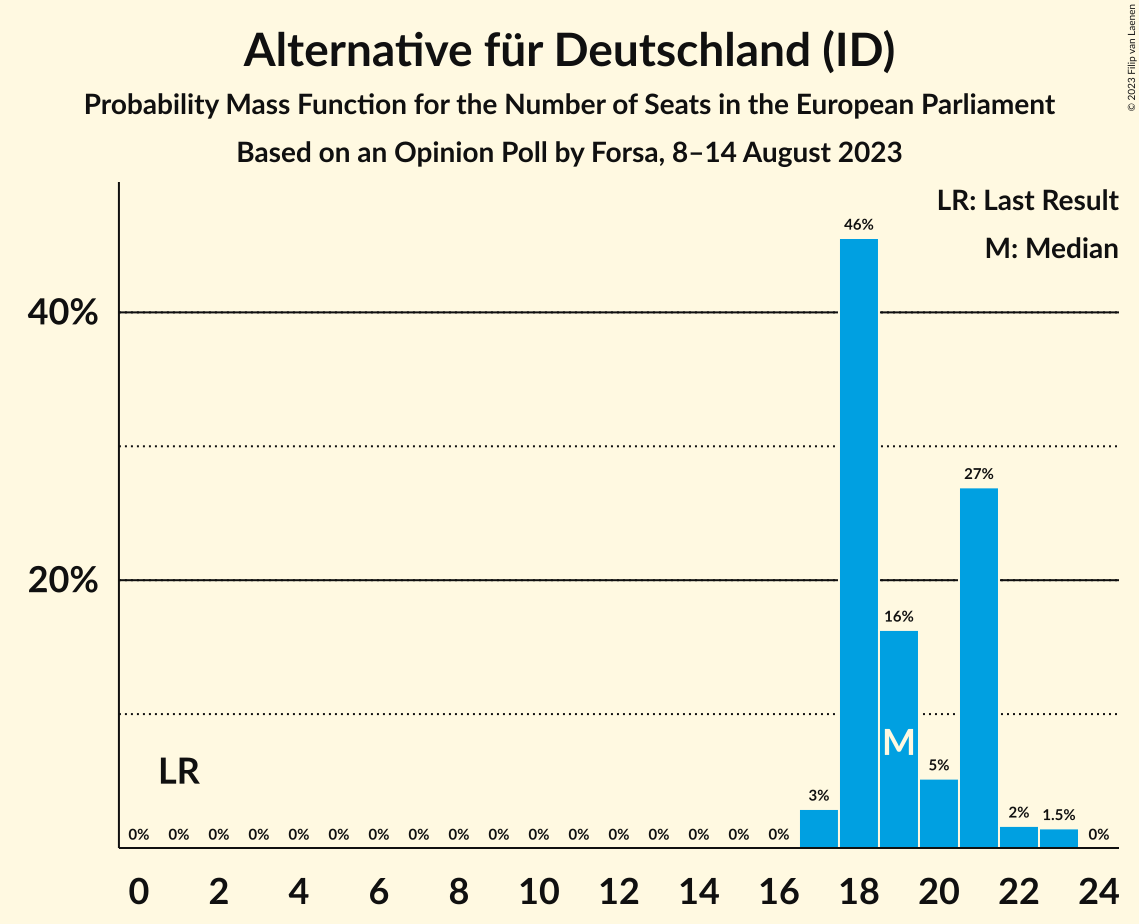 Alternative für Deutschland (ID)
Probability Mass Function for the Number of Seats in the European Parliament
Based on an Opinion Poll by Forsa, 8–14 August 2023
© 2023 Filip van Laenen
LR: Last Result
M: Median
46%
40%
27%
20%
16%
M
5%
LR
3%
2% 1.5%
0% 0% 0% 0% 0% 0% 0% 0% 0% 0% 0% 0% 0% 0% 0% 0% 0% 0%
0 2 4 6 8 10 12 14 16 18 20 22 24